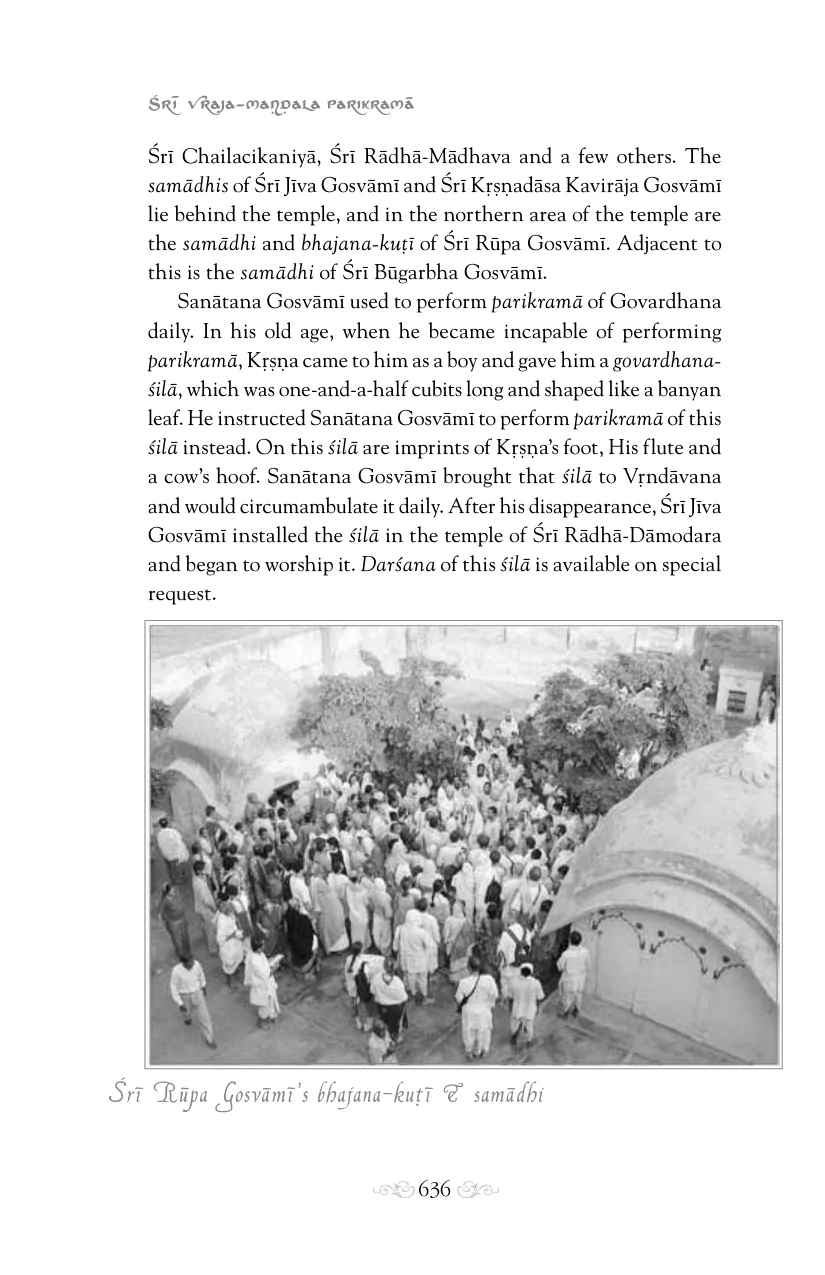 Śrī Vraja-maṇḍala Parikramā
Śrī Chailacikaniyā, Śrī Rādhā-Mādhava and a few others. The
samādhis of Śrī Jīva Gosvāmī and Śrī Kṛṣṇadāsa Kavirāja Gosvāmī
lie behind the temple, and in the northern area of the temple are
the samādhi and bhajana-kuṭī of Śrī Rūpa Gosvāmī. Adjacent to
this is the samādhi of Śrī Būgarbha Gosvāmī.
Sanātana Gosvāmī used to perform parikramā of Govardhana
daily. In his old age, when he became incapable of performing
parikramā, Kṛṣṇa came to him as a boy and gave him a govardhana-
śilā, which was one-and-a-half cubits long and shaped like a banyan
leaf. He instructed Sanātana Gosvāmī to perform parikramā of this
śilā instead. On this śilā are imprints of Kṛṣṇa’s foot, His flute and
a cow’s hoof. Sanātana Gosvāmī brought that śilā to Vṛndāvana
and would circumambulate it daily. After his disappearance, Śrī Jīva
Gosvāmī installed the śilā in the temple of Śrī Rādhā-Dāmodara
and began to worship it. Darśana of this śilā is available on special
request.
Śrī Rūpa Gosvāmī’s bhajana-kuṭī & samādhi
636